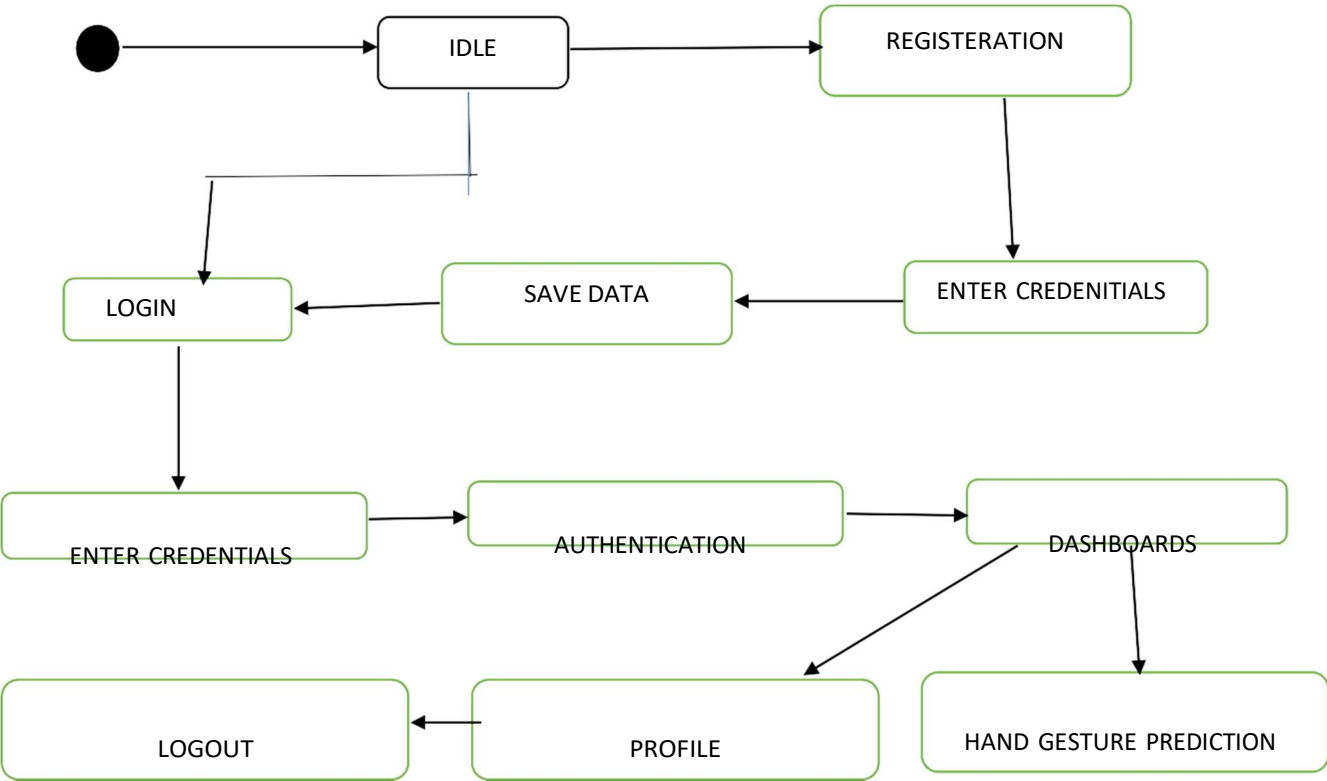 IDLE
REGISTERATION
LOGIN
SAVE DATA
ENTER CREDENITIALS
ENTER CREDENTIALS
AUTHENTICATION
DASHBOARDS
LOGOUT
PROFILE
HAND GESTURE PREDICTION